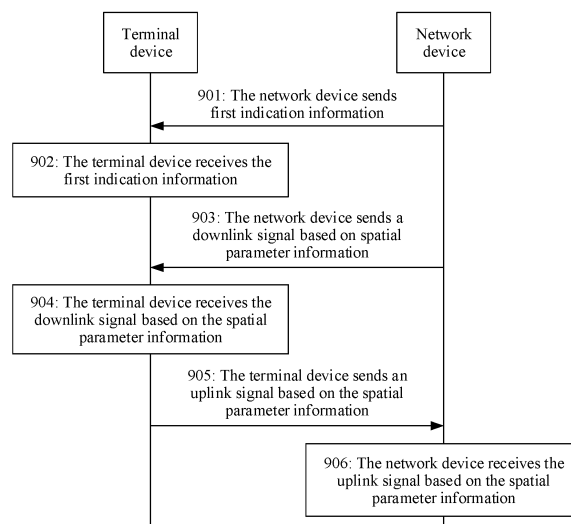 Terminal
device
Network
device
901: The network device sends
first indication information
902: The terminal device receives the
first indication information
903: The network device sends a
downlink signal based on spatial
parameter information
904: The terminal device receives the
downlink signal based on the spatial
parameter information
905: The terminal device sends an
uplink signal based on the spatial
parameter information
906: The network device receives the
uplink signal based on the spatial
parameter information